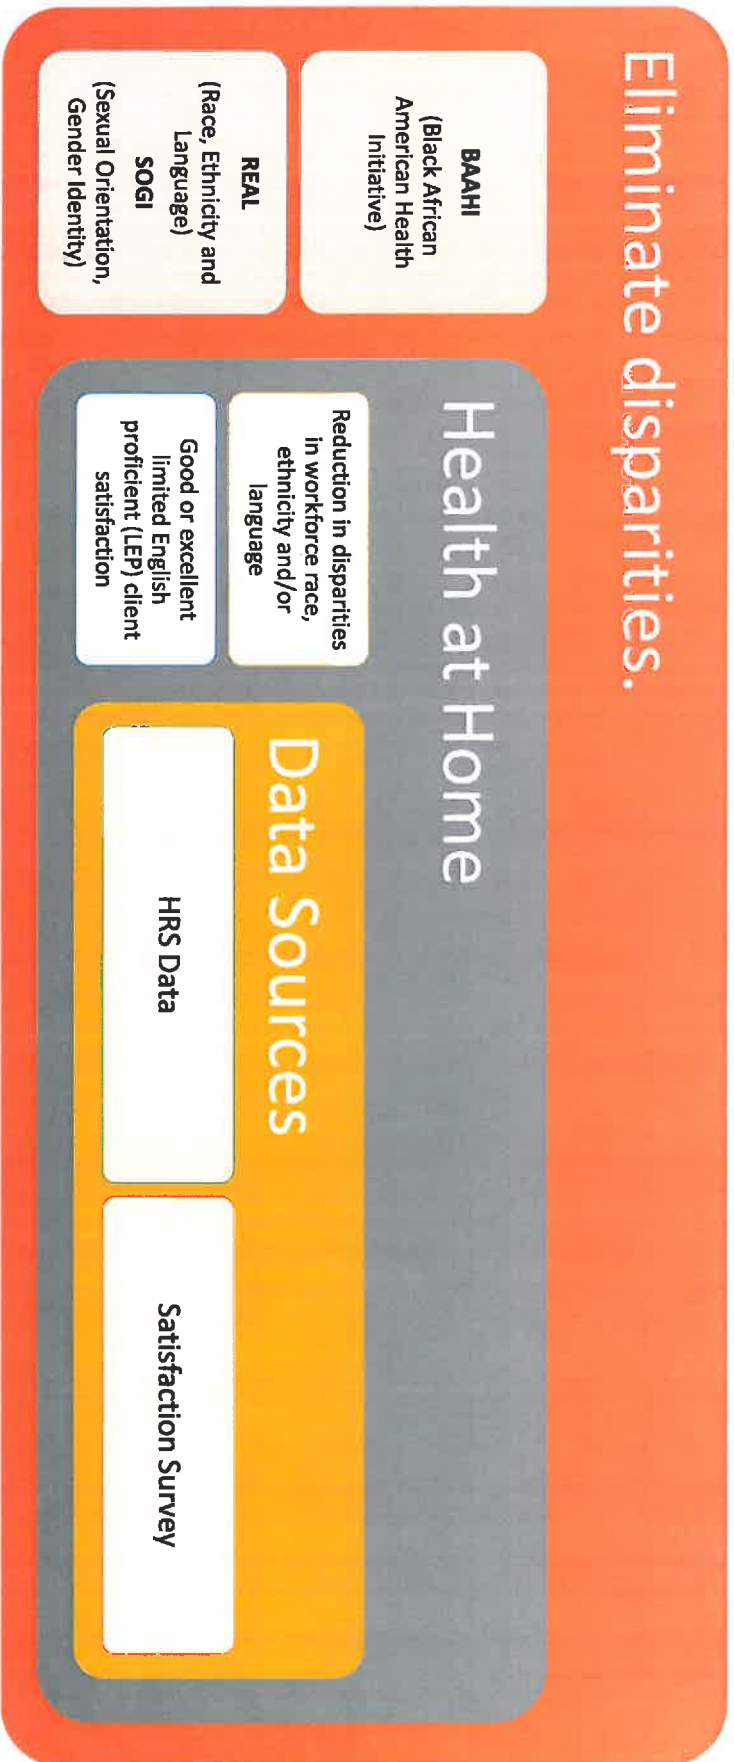 Eliminate disparities.
BAAHI
(Black African
American Health
Initiative)
REAL
(Race, Ethnicity and
Language)
SOGI
(Sexual Orientation,
Gender Identity)
Health at Home
Reduction in disparities
in workforce race,
ethnicity and/or
language
Good or excellent
limited English
proficient (LEP) client
satisfaction
Data Sources
HRS Data
Satisfaction Survey